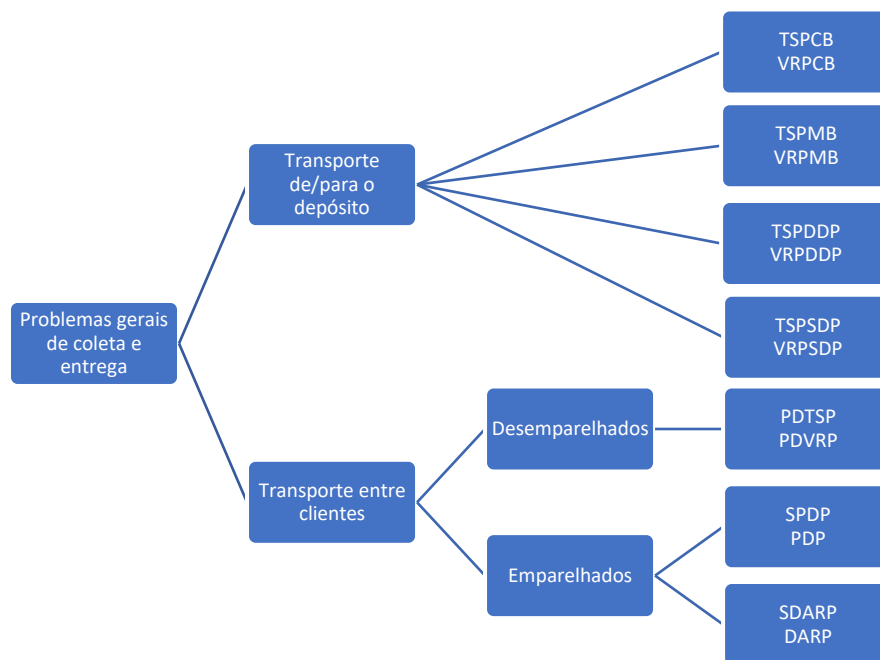 Problemas gerais
de coleta e
entrega
Transporte
de/para o
depósito
TSPCB
VRPCB
TSPMB
VRPMB
TSPDDP
VRPDDP
TSPSDP
VRPSDP
Transporte entre
clientes
Desemparelhados
PDTSP
PDVRP
Emparelhados
SPDP
PDP
SDARP
DARP